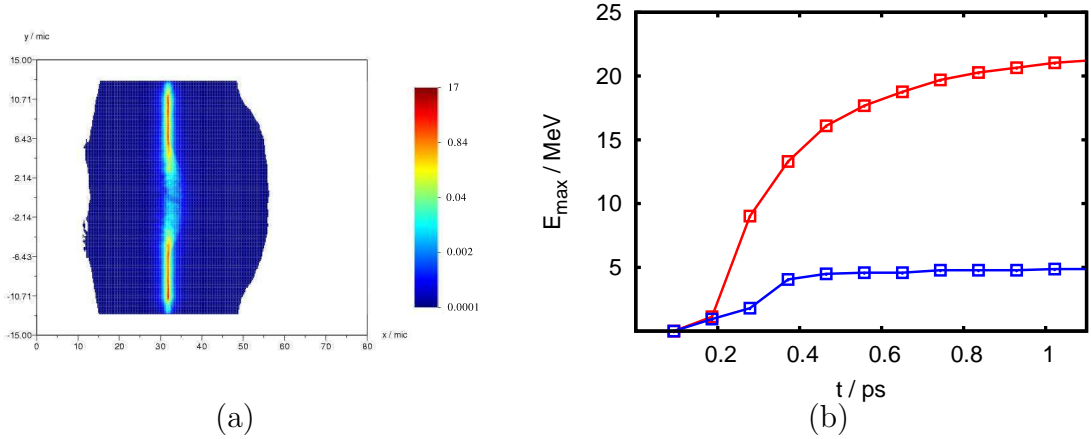 y / mic
15.00
10.71
6.43
2.14
-2.14
-6.43
-10.71
-15.00
0 10 20 30 40 50 60 70 80
x / mic
17
0.84
0.04
0.002
0.0001
(a)
E_max / MeV
25
20
15
10
5
0.2 0.4 0.6 0.8 1
t / ps
(b)